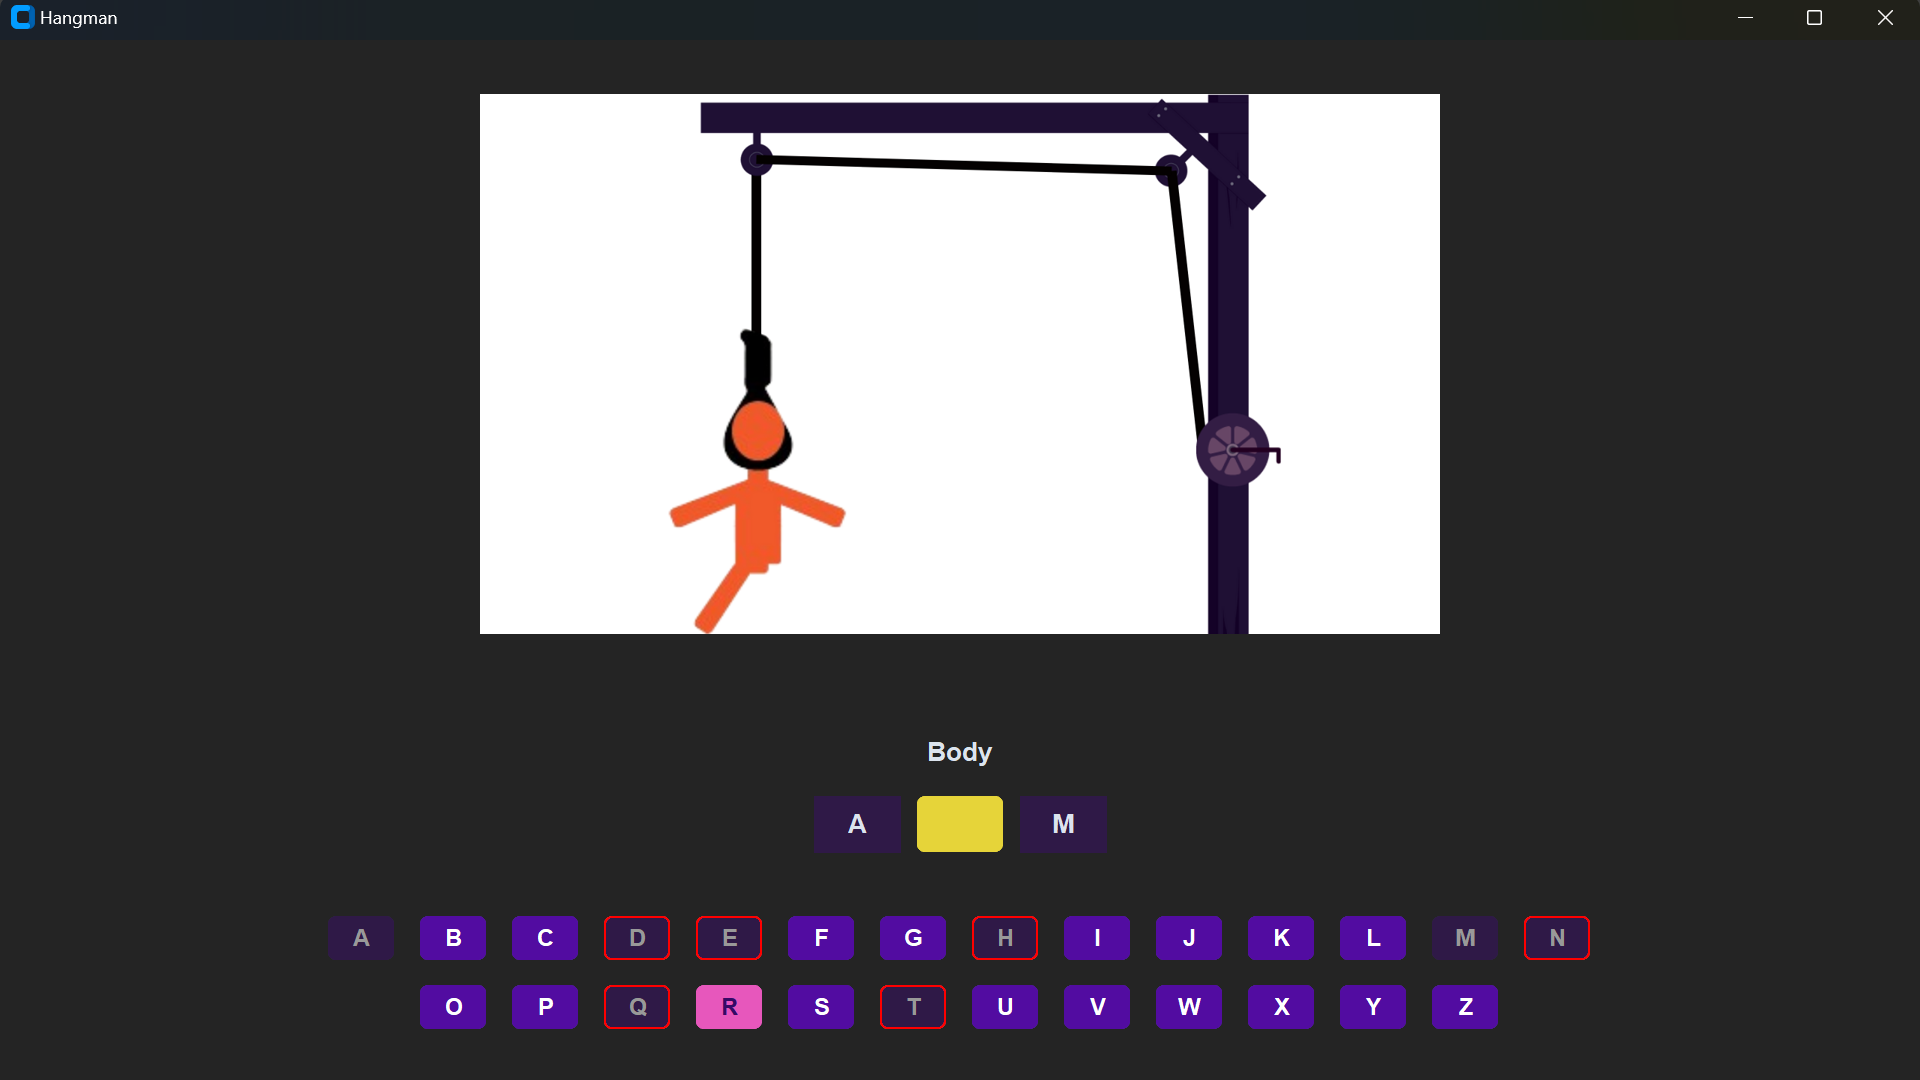 Hangman
Body
A M
A B C D E F G H I J K L M N
O P Q R S T U V W X Y Z